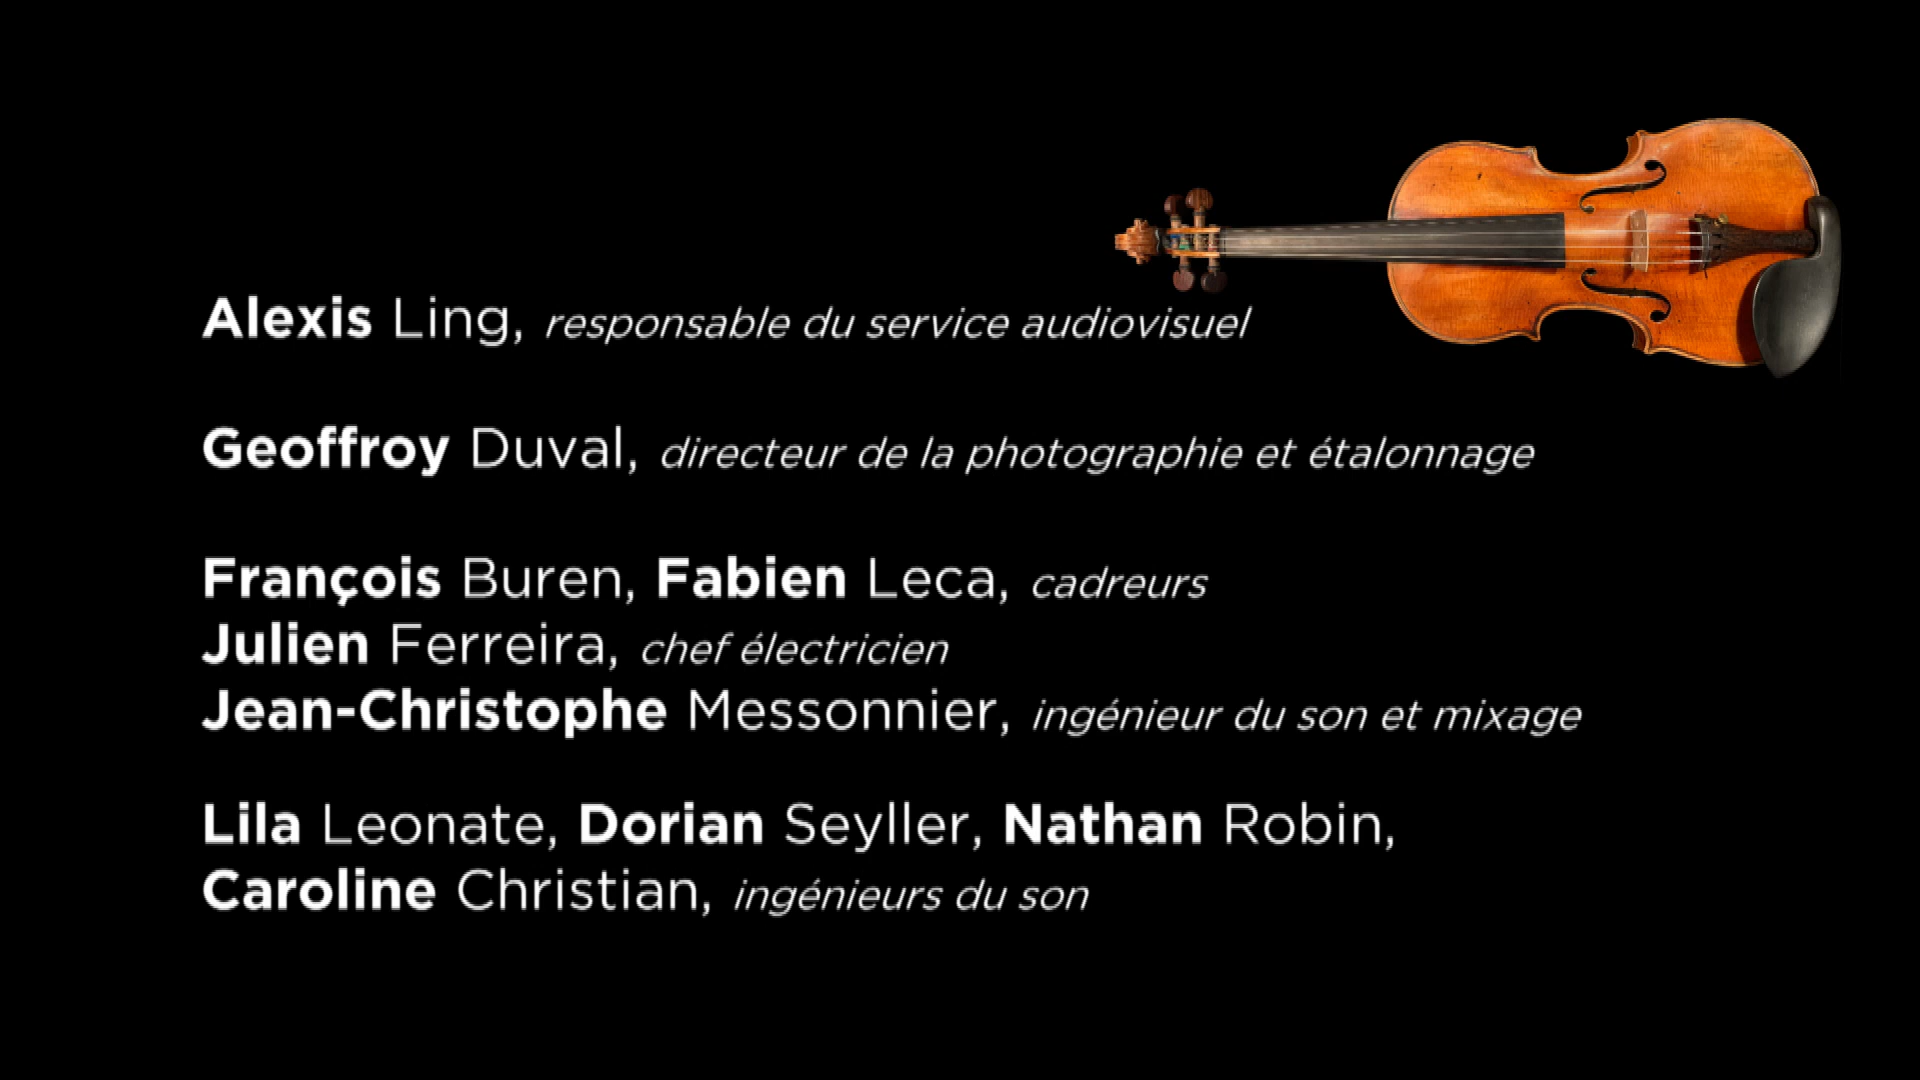 Alexis Ling, responsable du service audiovisuel
Geoffroy Duval, directeur de la photographie et étalonnage
François Buren, Fabien Leca, cadreurs
Julien Ferreira, chef électricien
Jean-Christophe Messonnier, ingénieur du son et mixage
Lila Leonate, Dorian Seyller, Nathan Robin,
Caroline Christian, ingénieurs du son